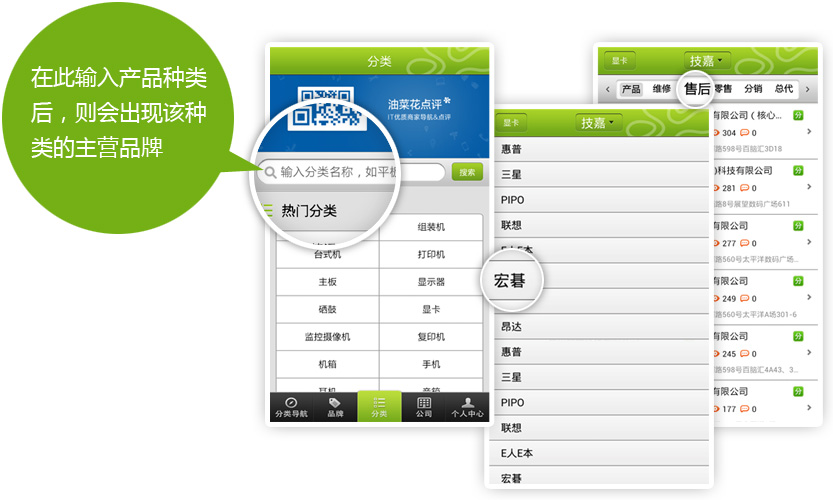 在此输入产品种类
后，则会出现该种
类的主营品牌
分类
油菜花点评
IT优质商家导航&点评
输入分类名称，如平板
搜索
热门分类
组装机
台式机
打印机
主板
显示器
硒鼓
显卡
监控摄像机
复印机
机箱
手机
耳机
音箱
分类导航
品牌
分类
公司
个人中心
显卡
技嘉
惠普
三星
PIPO
联想
E人E本
宏碁
昂达
惠普
三星
PIPO
联想
E人E本
宏碁
显卡
技嘉
产品
维修
售后
零售
分销
总代
有限公司（核心...
分
304
0
路598号百脑汇3D18
)科技有限公司
分
281
0
路8号展望数码广场611
有限公司
分
277
0
路560号太平洋数码广场...
有限公司
分
249
0
路560号太平洋A场301-6
有限公司
分
245
0
路598号百脑汇4A43、3...
有限公司
分
177
0